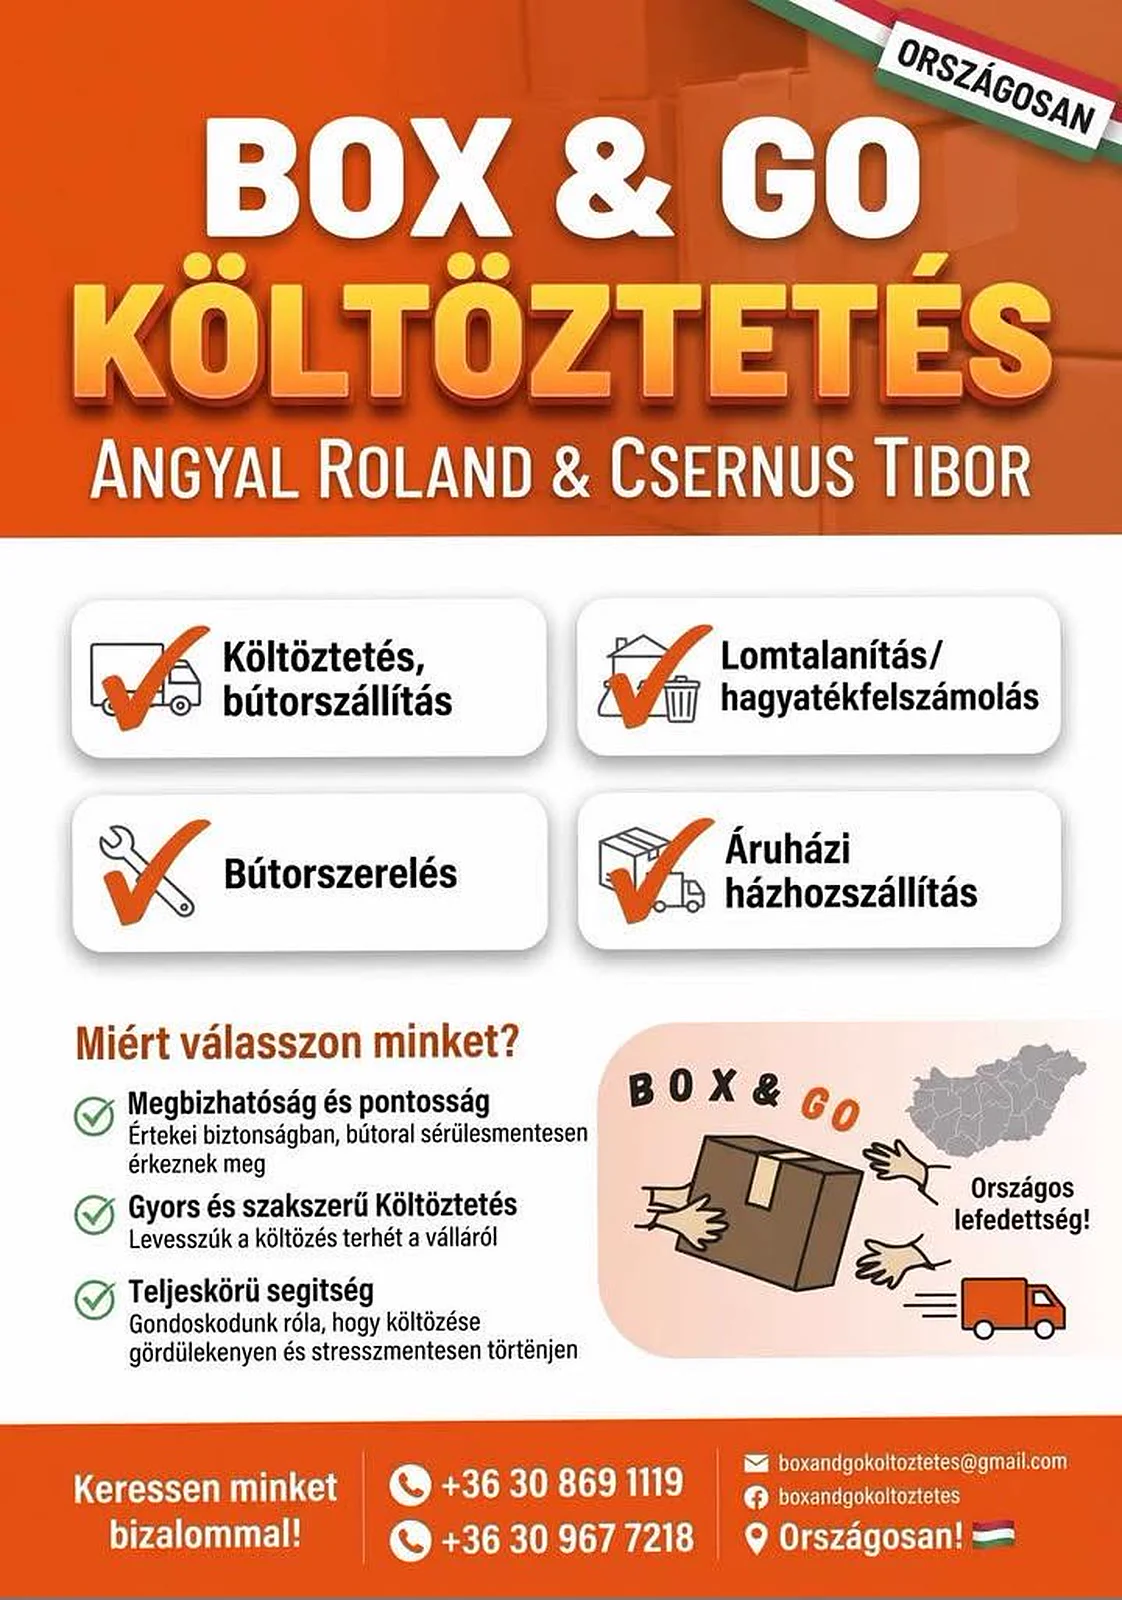 ORSZÁGOSAN
BOX & GO
KÖLTÖZTETÉS
ANGYAL ROLAND & CSERNUS TIBOR
Költöztetés,
bútorszállítás
Lomtalanítás/
hagyatékfelszámolás
Bútorszerelés
Áruházi
házhozszállítás
Miért válasszon minket?
Megbizhatóság és pontosság
Értekei biztonságban, bútoral sérülesmentesen
érkeznek meg
Gyors és szakszerű Költöztetés
Levesszúk a költözés terhét a válláról
Teljeskörü segitség
Gondoskodunk róla, hogy költözése
gördülekenyen és stresszmentesen törtënjen
BOX & GO
Országos
lefedettség!
Keressen minket
bizalommal!
+36 30 869 1119
+36 30 967 7218
boxandgokoltoztetes@gmail.com
boxandgokoltoztetes
Országosan!